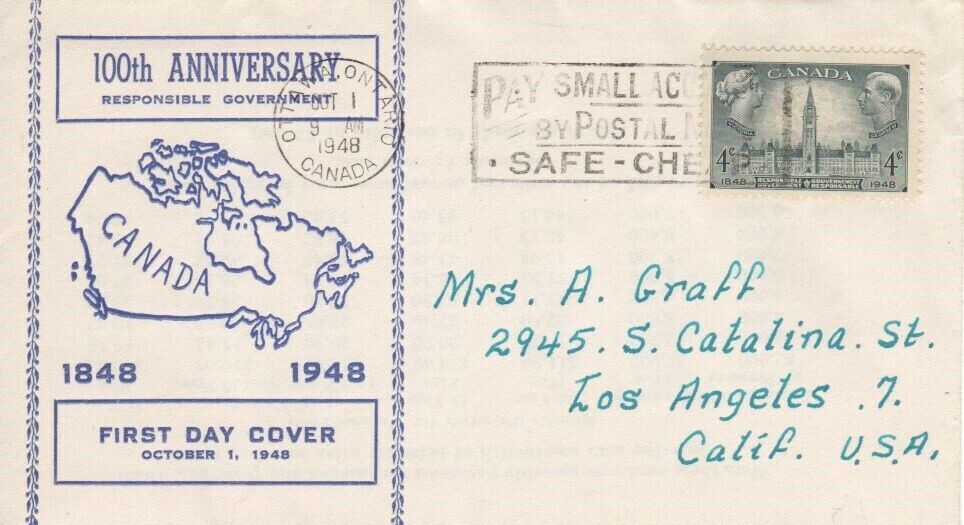 100th ANNIVERSARY
RESPONSIBLE GOVERNMENT
OTTAWA, ONTARIO
OCT 1
9 AM
1948
CANADA
PAY SMALL ACC
BY POSTAL
SAFE - CHE
CANADA
VICTORIA
GEORGE VI
4¢ 4¢
1848 RESPONSIBLE GOUVERNEMENT 1948
GOVERNMENT RESPONSABLE
CANADA
1848 1948
FIRST DAY COVER
OCTOBER 1, 1948
Mrs. A. Graff
2945. S. Catalina. St.
Los Angeles .7.
Calif. U.S.A.